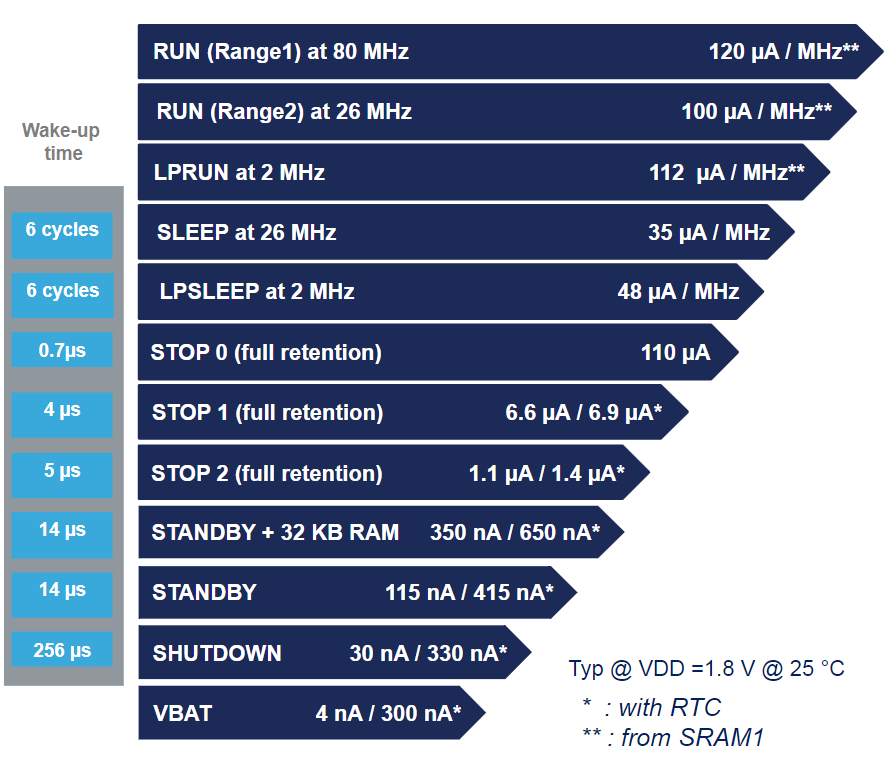 RUN (Range1) at 80 MHz 120 µA / MHz**
RUN (Range2) at 26 MHz 100 µA / MHz**
Wake-up
time
LPRUN at 2 MHz 112 µA / MHz**
6 cycles SLEEP at 26 MHz 35 µA / MHz
6 cycles LPSLEEP at 2 MHz 48 µA / MHz
0.7µs STOP 0 (full retention) 110 µA
4 µs STOP 1 (full retention) 6.6 µA / 6.9 µA*
5 µs STOP 2 (full retention) 1.1 µA / 1.4 µA*
14 µs STANDBY + 32 KB RAM 350 nA / 650 nA*
14 µs STANDBY 115 nA / 415 nA*
256 µs SHUTDOWN 30 nA / 330 nA*
Typ @ VDD =1.8 V @ 25 °C
VBAT 4 nA / 300 nA*
* : with RTC
** : from SRAM1